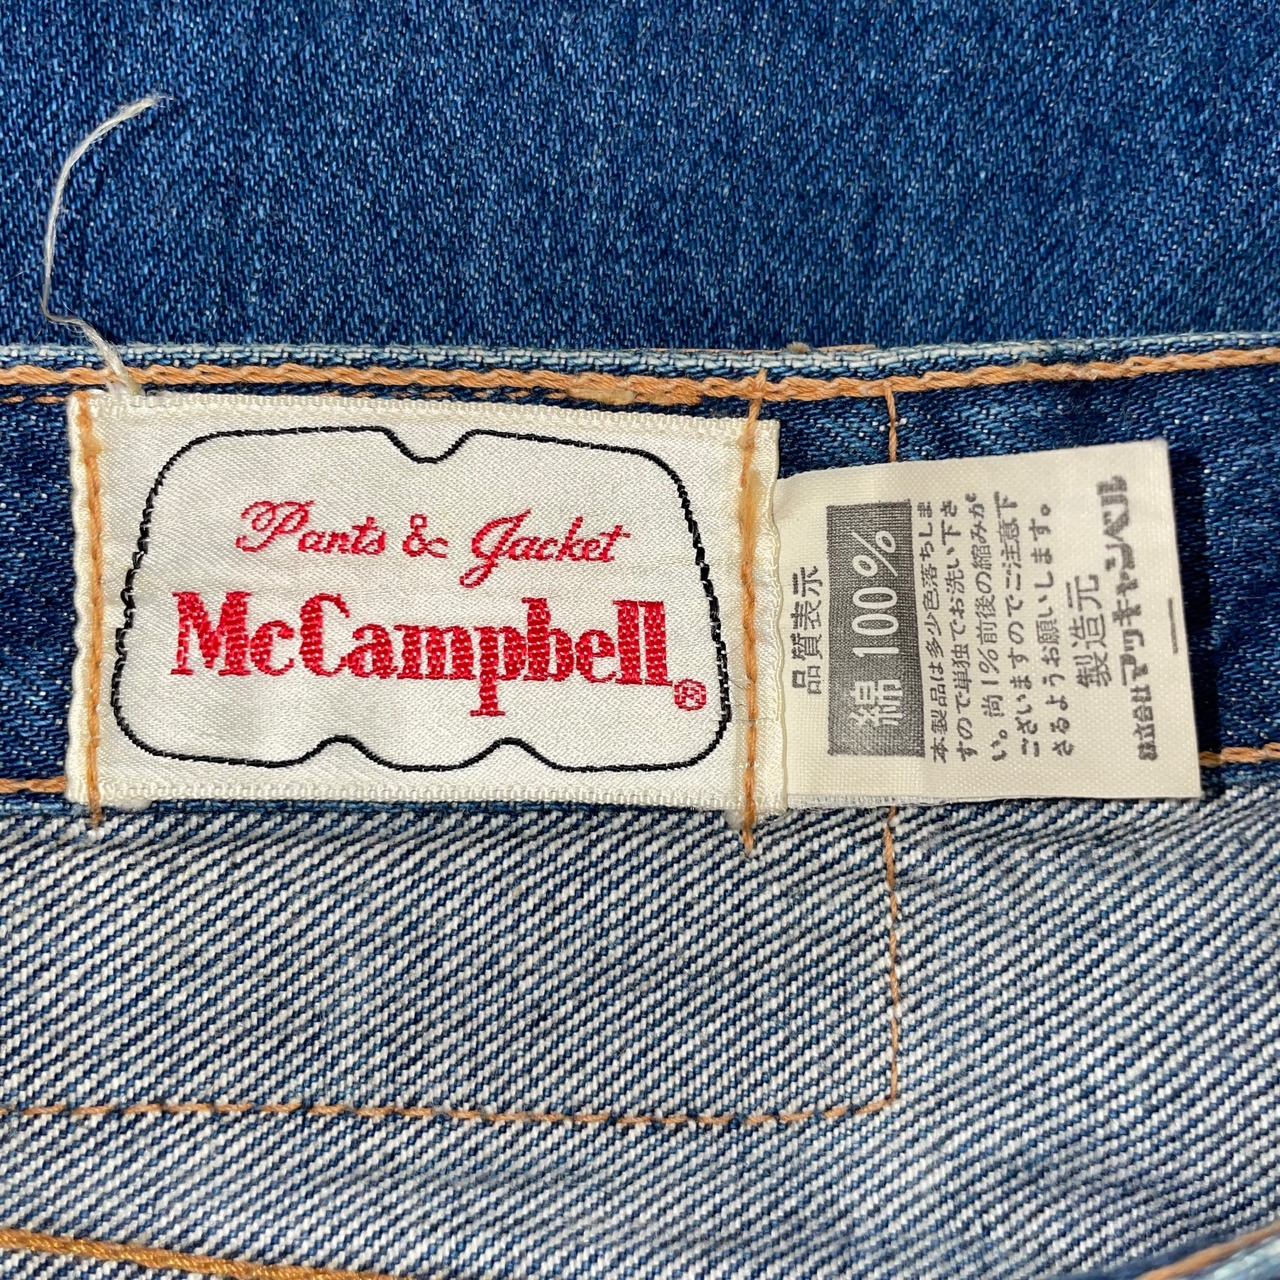 Pants & Jacket
McCampbell®
品質表示
綿 100%
本製品は多少色落ちしま
すので単独でお洗い下さ
い。尚1%前後の縮みがご
ございますのでご注意下
さるようお願いします。
製造元
株式会社マッキャンベル